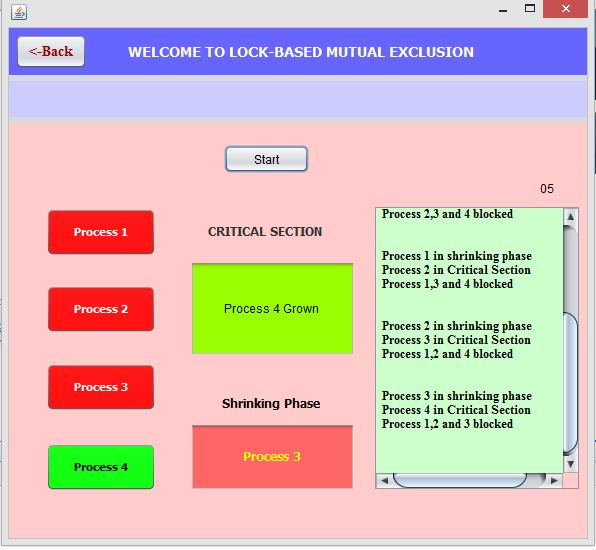 <-Back
WELCOME TO LOCK-BASED MUTUAL EXCLUSION
Start
05
Process 1
Process 2
Process 3
Process 4
CRITICAL SECTION
Process 4 Grown
Shrinking Phase
Process 3
Process 2,3 and 4 blocked
Process 1 in shrinking phase
Process 2 in Critical Section
Process 1,3 and 4 blocked
Process 2 in shrinking phase
Process 3 in Critical Section
Process 1,2 and 4 blocked
Process 3 in shrinking phase
Process 4 in Critical Section
Process 1,2 and 3 blocked